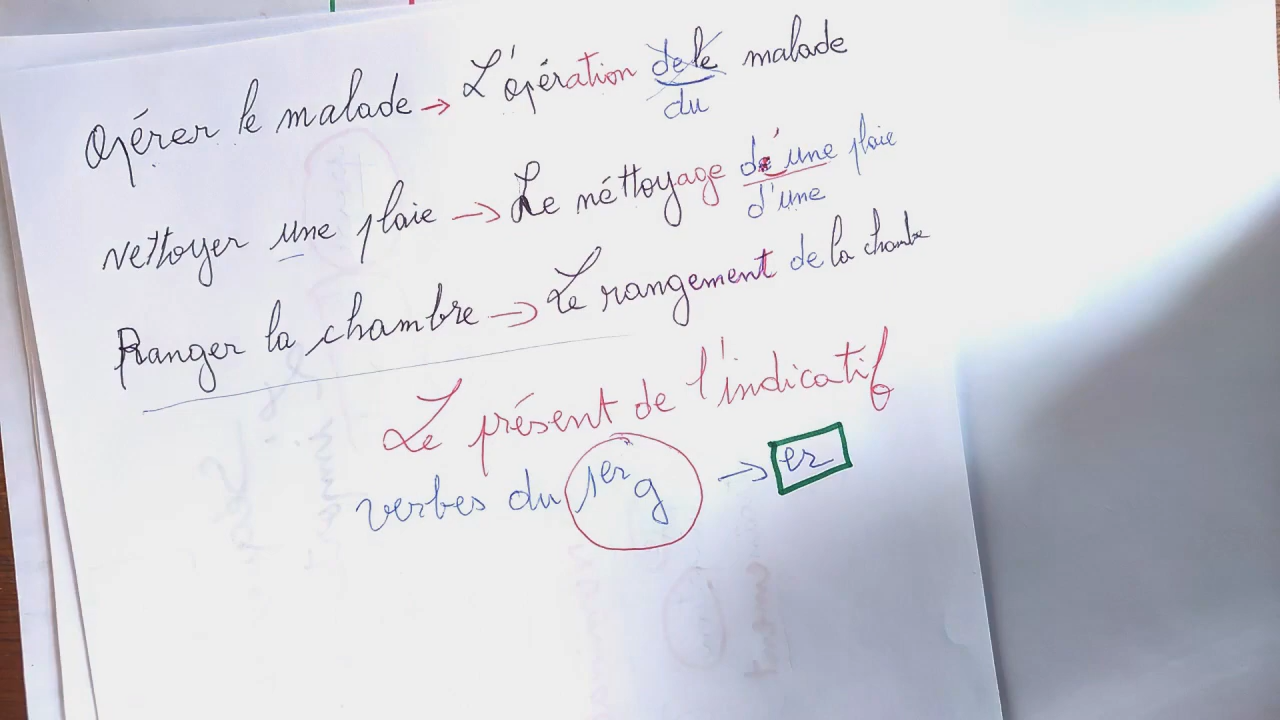 Opérer le malade → L'opération de le malade
du
nettoyer une plaie → Le néttoyage de une plaie
d'une
Ranger la chambre → Le rangement de la chambre
Le présent de l'indicatif
verbes du 1er g → er